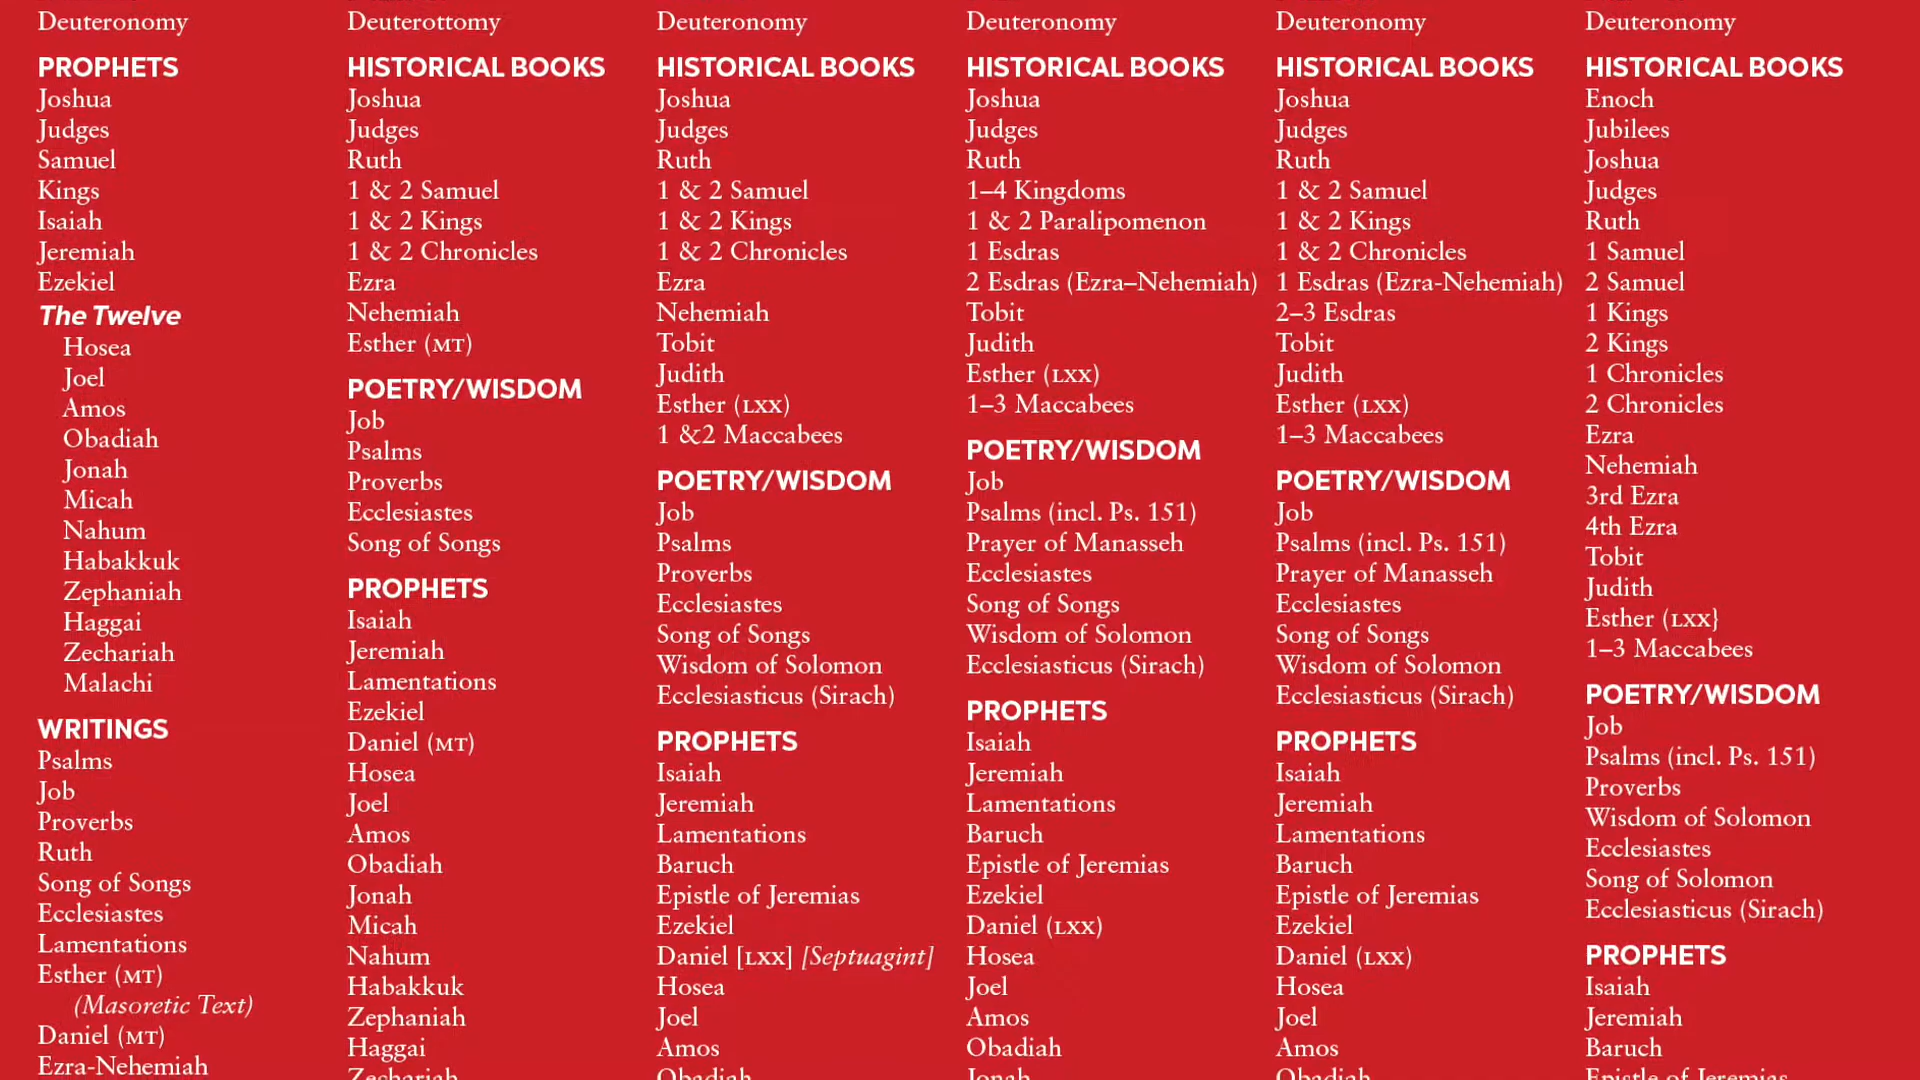 Deuteronomy
PROPHETS
Joshua
Judges
Samuel
Kings
Isaiah
Jeremiah
Ezekiel
The Twelve
Hosea
Joel
Amos
Obadiah
Jonah
Micah
Nahum
Habakkuk
Zephaniah
Haggai
Zechariah
Malachi
WRITINGS
Psalms
Job
Proverbs
Ruth
Song of Songs
Ecclesiastes
Lamentations
Esther (MT)
(Masoretic Text)
Daniel (MT)
Ezra-Nehemiah
Deuterottomy
HISTORICAL BOOKS
Joshua
Judges
Ruth
1 & 2 Samuel
1 & 2 Kings
1 & 2 Chronicles
Ezra
Nehemiah
Esther (MT)
POETRY/WISDOM
Job
Psalms
Proverbs
Ecclesiastes
Song of Songs
PROPHETS
Isaiah
Jeremiah
Lamentations
Ezekiel
Daniel (MT)
Hosea
Joel
Amos
Obadiah
Jonah
Micah
Nahum
Habakkuk
Zephaniah
Haggai
Zechariah
Deuteronomy
HISTORICAL BOOKS
Joshua
Judges
Ruth
1 & 2 Samuel
1 & 2 Kings
1 & 2 Chronicles
Ezra
Nehemiah
Tobit
Judith
Esther (LXX)
1 &2 Maccabees
POETRY/WISDOM
Job
Psalms
Proverbs
Ecclesiastes
Song of Songs
Wisdom of Solomon
Ecclesiasticus (Sirach)
PROPHETS
Isaiah
Jeremiah
Lamentations
Baruch
Epistle of Jeremias
Ezekiel
Daniel [LXX] [Septuagint]
Hosea
Joel
Amos
Obadiah
Deuteronomy
HISTORICAL BOOKS
Joshua
Judges
Ruth
1–4 Kingdoms
1 & 2 Paralipomenon
1 Esdras
2 Esdras (Ezra–Nehemiah)
Tobit
Judith
Esther (LXX)
1–3 Maccabees
POETRY/WISDOM
Job
Psalms (incl. Ps. 151)
Prayer of Manasseh
Ecclesiastes
Song of Songs
Wisdom of Solomon
Ecclesiasticus (Sirach)
PROPHETS
Isaiah
Jeremiah
Lamentations
Baruch
Epistle of Jeremias
Ezekiel
Daniel (LXX)
Hosea
Joel
Amos
Obadiah
Jonah
Deuteronomy
HISTORICAL BOOKS
Joshua
Judges
Ruth
1 & 2 Samuel
1 & 2 Kings
1 & 2 Chronicles
1 Esdras (Ezra-Nehemiah)
2–3 Esdras
Tobit
Judith
Esther (LXX)
1–3 Maccabees
POETRY/WISDOM
Job
Psalms (incl. Ps. 151)
Prayer of Manasseh
Ecclesiastes
Song of Songs
Wisdom of Solomon
Ecclesiasticus (Sirach)
PROPHETS
Isaiah
Jeremiah
Lamentations
Baruch
Epistle of Jeremias
Ezekiel
Daniel (LXX)
Hosea
Joel
Amos
Obadiah
Deuteronomy
HISTORICAL BOOKS
Enoch
Jubilees
Joshua
Judges
Ruth
1 Samuel
2 Samuel
1 Kings
2 Kings
1 Chronicles
2 Chronicles
Ezra
Nehemiah
3rd Ezra
4th Ezra
Tobit
Judith
Esther (LXX}
1–3 Maccabees
POETRY/WISDOM
Job
Psalms (incl. Ps. 151)
Proverbs
Wisdom of Solomon
Ecclesiastes
Song of Solomon
Ecclesiasticus (Sirach)
PROPHETS
Isaiah
Jeremiah
Baruch
Epistle of Jeremias